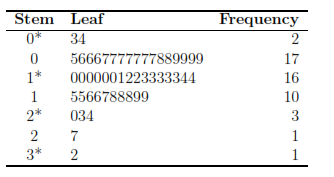 Stem Leaf Frequency
0* 34 2
0 56667777777889999 17
1* 0000001223333344 16
1 5566788899 10
2* 034 3
2 7 1
3* 2 1